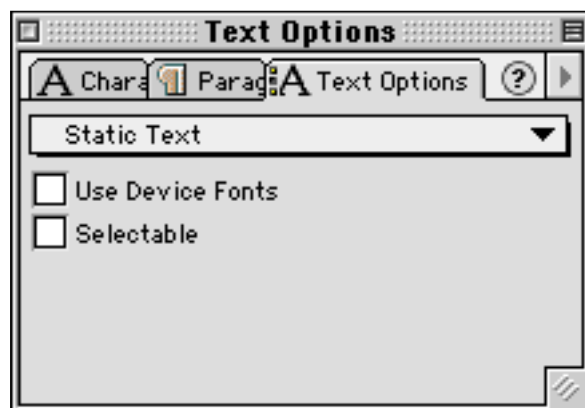 Text Options
A Chara Parag A Text Options ?
Static Text
Use Device Fonts
Selectable